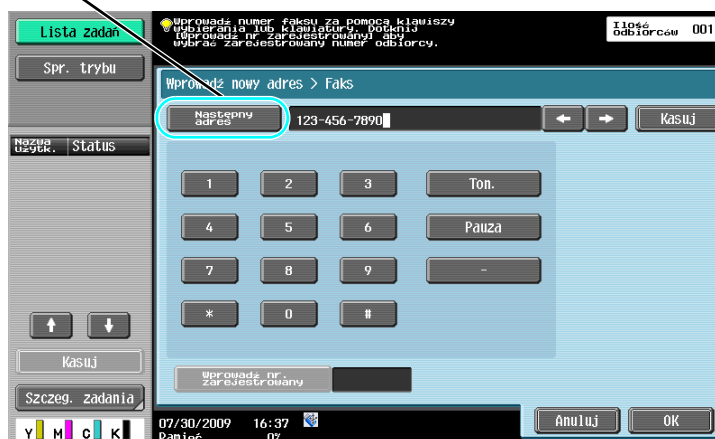 Lista zadań
Spr. trybu
Nazwa użytk.
Status
Kasuj
Szczeg. zadania
Y M C K
Wprowadź numer faksu za pomocą klawiszy
wybierania lub klawiatury. Dotknij
[Wprowadź nr zarejestrowany] aby
wybrać zarejestrowany numer odbiorcy.
Ilość
odbiorców 001
Wprowadź nowy adres > Faks
Następny
adres
123-456-7890
Kasuj
1 2 3 Ton.
4 5 6 Pauza
7 8 9 -
* 0 #
Wprowadź nr.
zarejestrowany
07/30/2009 16:37
Pamięć 0%
Anuluj OK